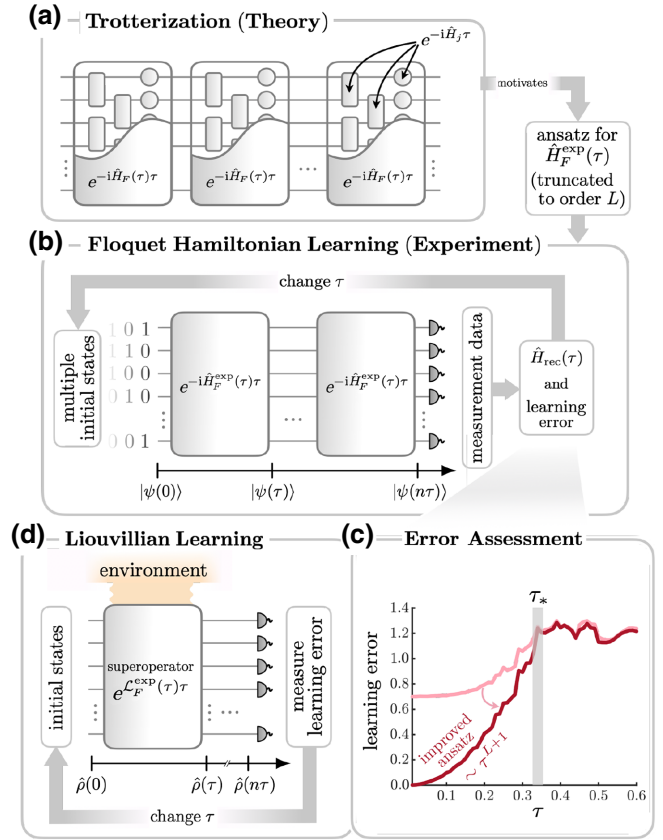 (a) Trotterization (Theory)
e^{-iĤ_jτ}
e^{-iĤ_F(τ)τ} e^{-iĤ_F(τ)τ} ... e^{-iĤ_F(τ)τ}
motivates
ansatz for
Ĥ_F^{exp}(τ)
(truncated
to order L)
(b) Floquet Hamiltonian Learning (Experiment)
change τ
multiple
initial states
1 0 1
1 1 0
1 0 0
0 1 0
0 0 1
e^{-iĤ_F^{exp}(τ)τ} ... e^{-iĤ_F^{exp}(τ)τ}
measurement data
Ĥ_rec(τ)
and
learning
error
|ψ(0)⟩ |ψ(τ)⟩ |ψ(nτ)⟩
(d) Liouvillian Learning
environment
initial states
superoperator
e^{ℒ_F^{exp}(τ)τ}
measure
learning error
ρ̂(0) ρ̂(τ) ρ̂(nτ)
change τ
(c) Error Assessment
τ_*
learning error
1.4
1.2
1.0
0.8
0.6
0.4
0.2
0.0
improved
ansatz
~ τ^{L+1}
0.1 0.2 0.3 0.4 0.5 0.6
τ